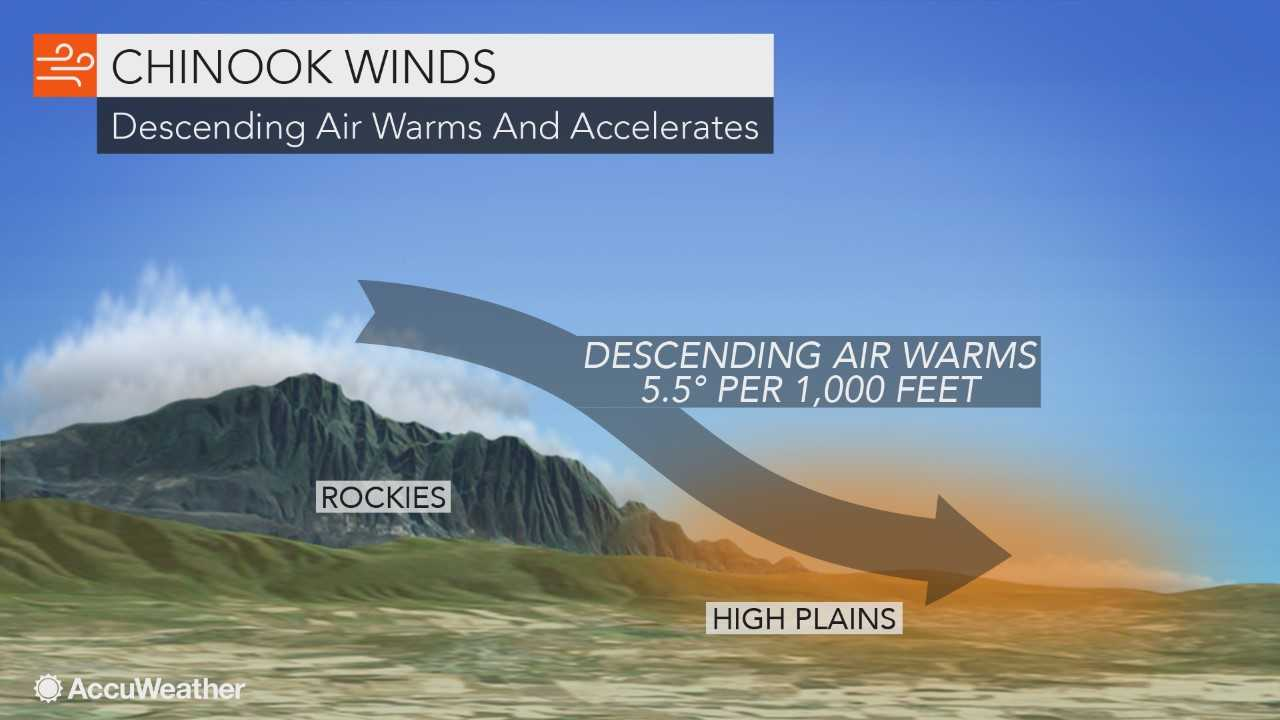 CHINOOK WINDS
Descending Air Warms And Accelerates
DESCENDING AIR WARMS
5.5° PER 1,000 FEET
ROCKIES
HIGH PLAINS
AccuWeather